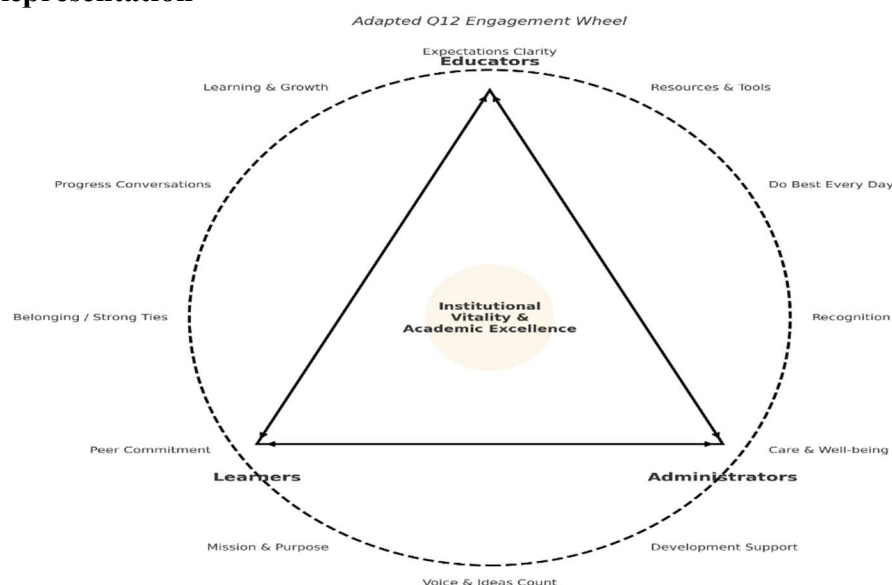 Adapted Q12 Engagement Wheel
Expectations Clarity
Educators
Learning & Growth
Resources & Tools
Progress Conversations
Do Best Every Day
Institutional
Vitality &
Academic Excellence
Belonging / Strong Ties
Recognition
Peer Commitment
Care & Well-being
Learners
Administrators
Mission & Purpose
Development Support
Voice & Ideas Count